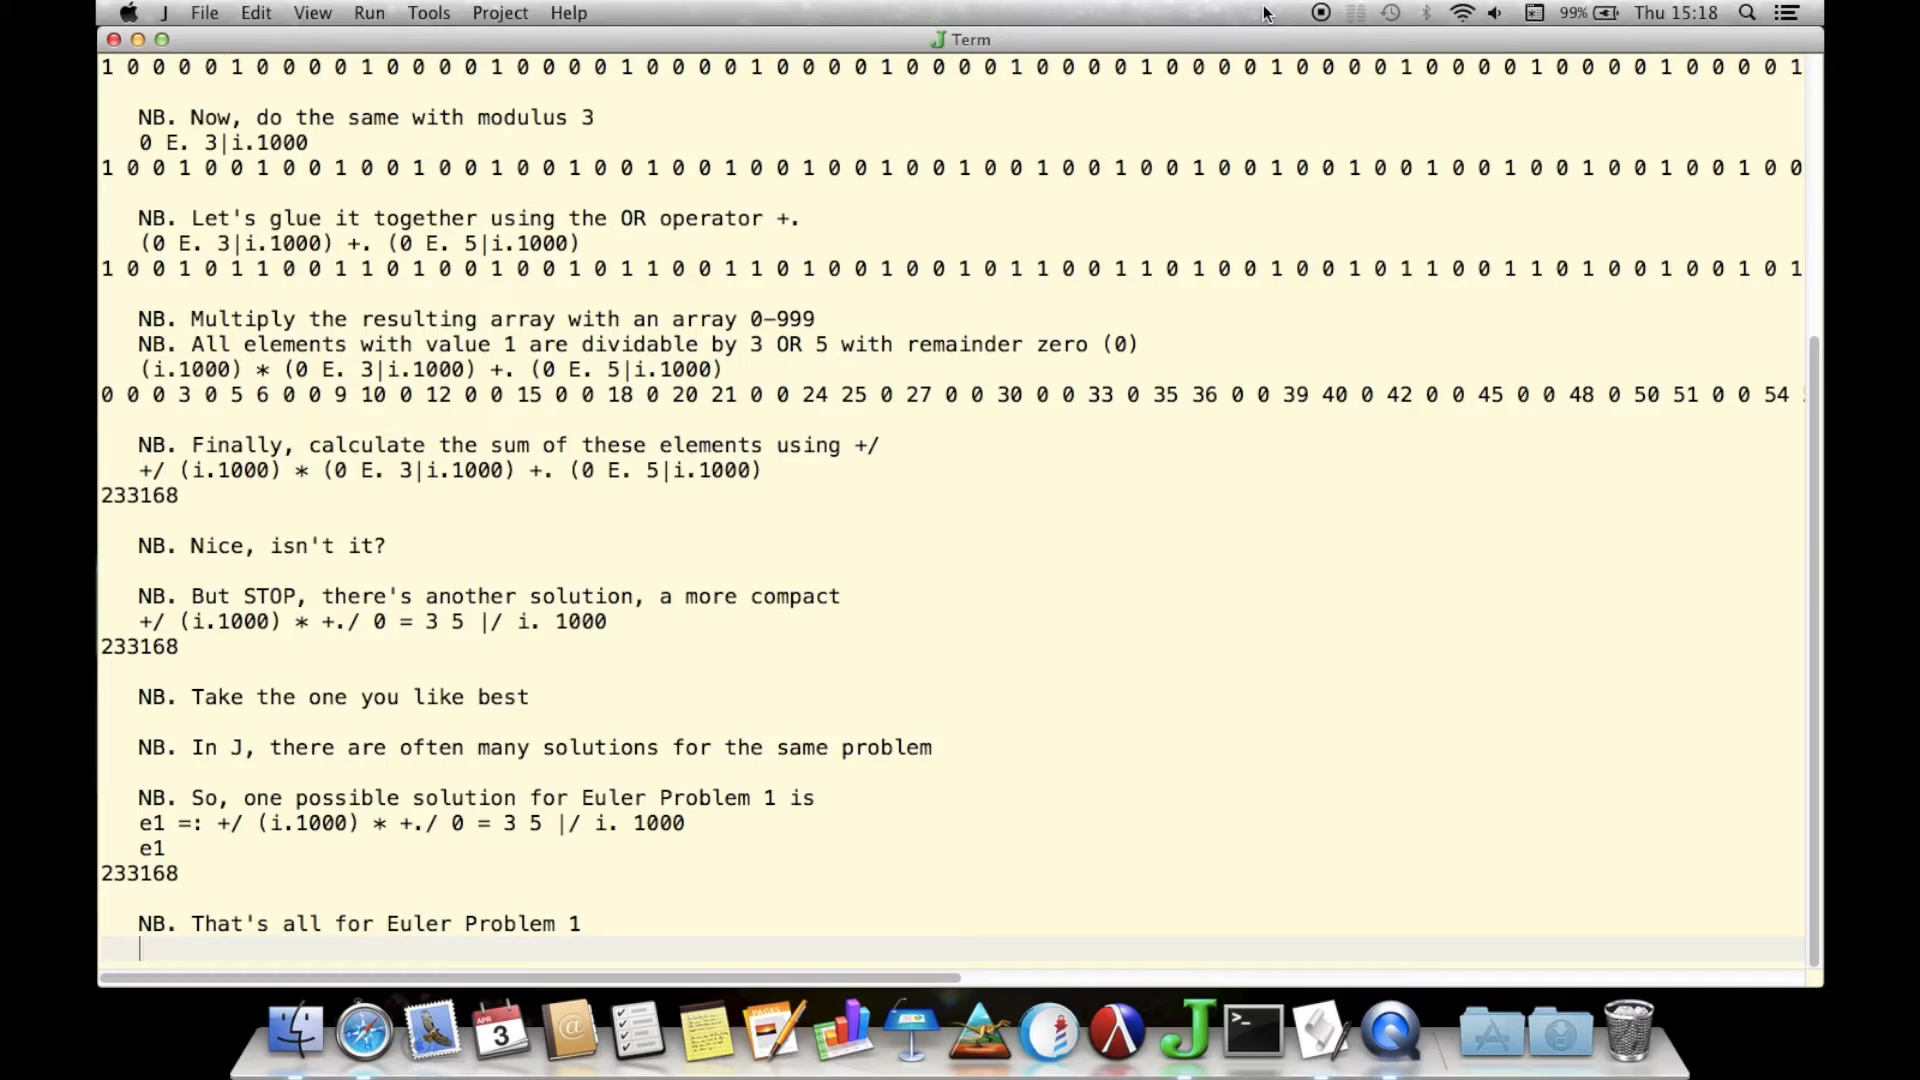 J File Edit View Run Tools Project Help 99% Thu 15:18
J Term
1 0 0 0 0 1 0 0 0 0 1 0 0 0 0 1 0 0 0 0 1 0 0 0 0 1 0 0 0 0 1 0 0 0 0 1 0 0 0 0 1 0 0 0 0 1 0 0 0 0 1 0 0 0 0 1 0 0 0 0 1 0 0 0 0 1
NB. Now, do the same with modulus 3
0 E. 3|i.1000
1 0 0 1 0 0 1 0 0 1 0 0 1 0 0 1 0 0 1 0 0 1 0 0 1 0 0 1 0 0 1 0 0 1 0 0 1 0 0 1 0 0 1 0 0 1 0 0 1 0 0 1 0 0 1 0 0 1 0 0 1 0 0 1 0 0
NB. Let's glue it together using the OR operator +.
(0 E. 3|i.1000) +. (0 E. 5|i.1000)
1 0 0 1 0 1 1 0 0 1 1 0 1 0 0 1 0 0 1 0 1 1 0 0 1 1 0 1 0 0 1 0 0 1 0 1 1 0 0 1 1 0 1 0 0 1 0 0 1 0 1 1 0 0 1 1 0 1 0 0 1 0 0 1 0 1
NB. Multiply the resulting array with an array 0-999
NB. All elements with value 1 are dividable by 3 OR 5 with remainder zero (0)
(i.1000) * (0 E. 3|i.1000) +. (0 E. 5|i.1000)
0 0 0 3 0 5 6 0 0 9 10 0 12 0 0 15 0 0 18 0 20 21 0 0 24 25 0 27 0 0 30 0 0 33 0 35 36 0 0 39 40 0 42 0 0 45 0 0 48 0 50 51 0 0 54
NB. Finally, calculate the sum of these elements using +/
+/ (i.1000) * (0 E. 3|i.1000) +. (0 E. 5|i.1000)
233168
NB. Nice, isn't it?
NB. But STOP, there's another solution, a more compact
+/ (i.1000) * +./ 0 = 3 5 |/ i. 1000
233168
NB. Take the one you like best
NB. In J, there are often many solutions for the same problem
NB. So, one possible solution for Euler Problem 1 is
e1 =: +/ (i.1000) * +./ 0 = 3 5 |/ i. 1000
e1
233168
NB. That's all for Euler Problem 1
APR
3
PAGES